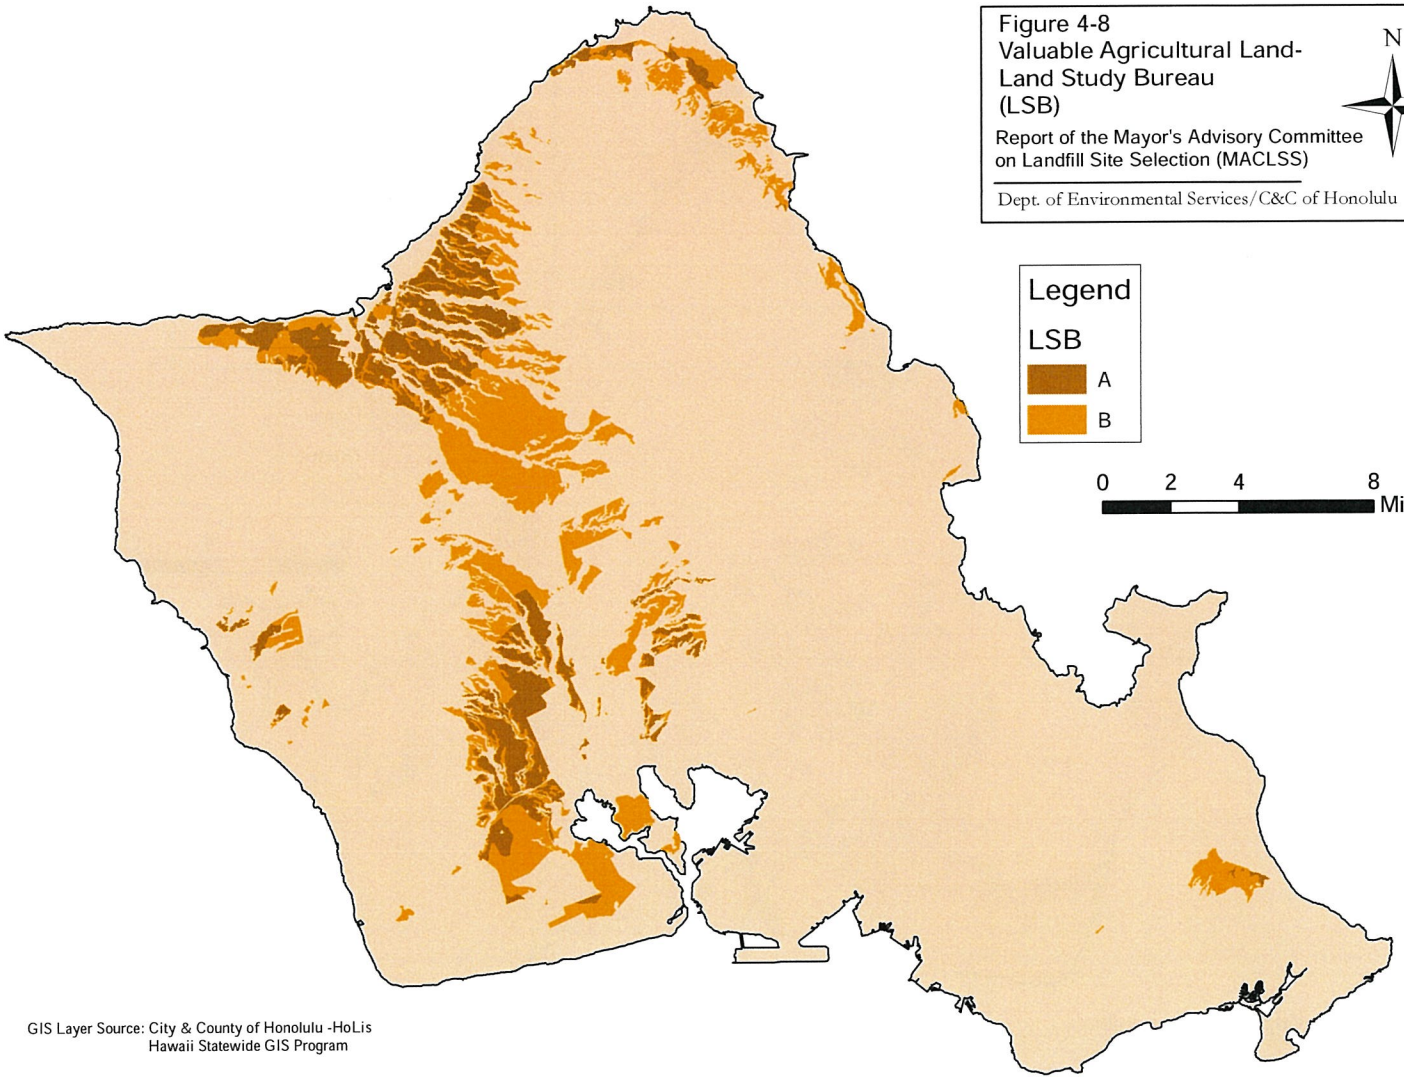 Figure 4-8
Valuable Agricultural Land-
Land Study Bureau
(LSB)
Report of the Mayor's Advisory Committee
on Landfill Site Selection (MACLSS)
Dept. of Environmental Services/C&C of Honolulu
N
Legend
LSB
A
B
0 2 4 8
Mi
GIS Layer Source: City & County of Honolulu -HoLis
Hawaii Statewide GIS Program